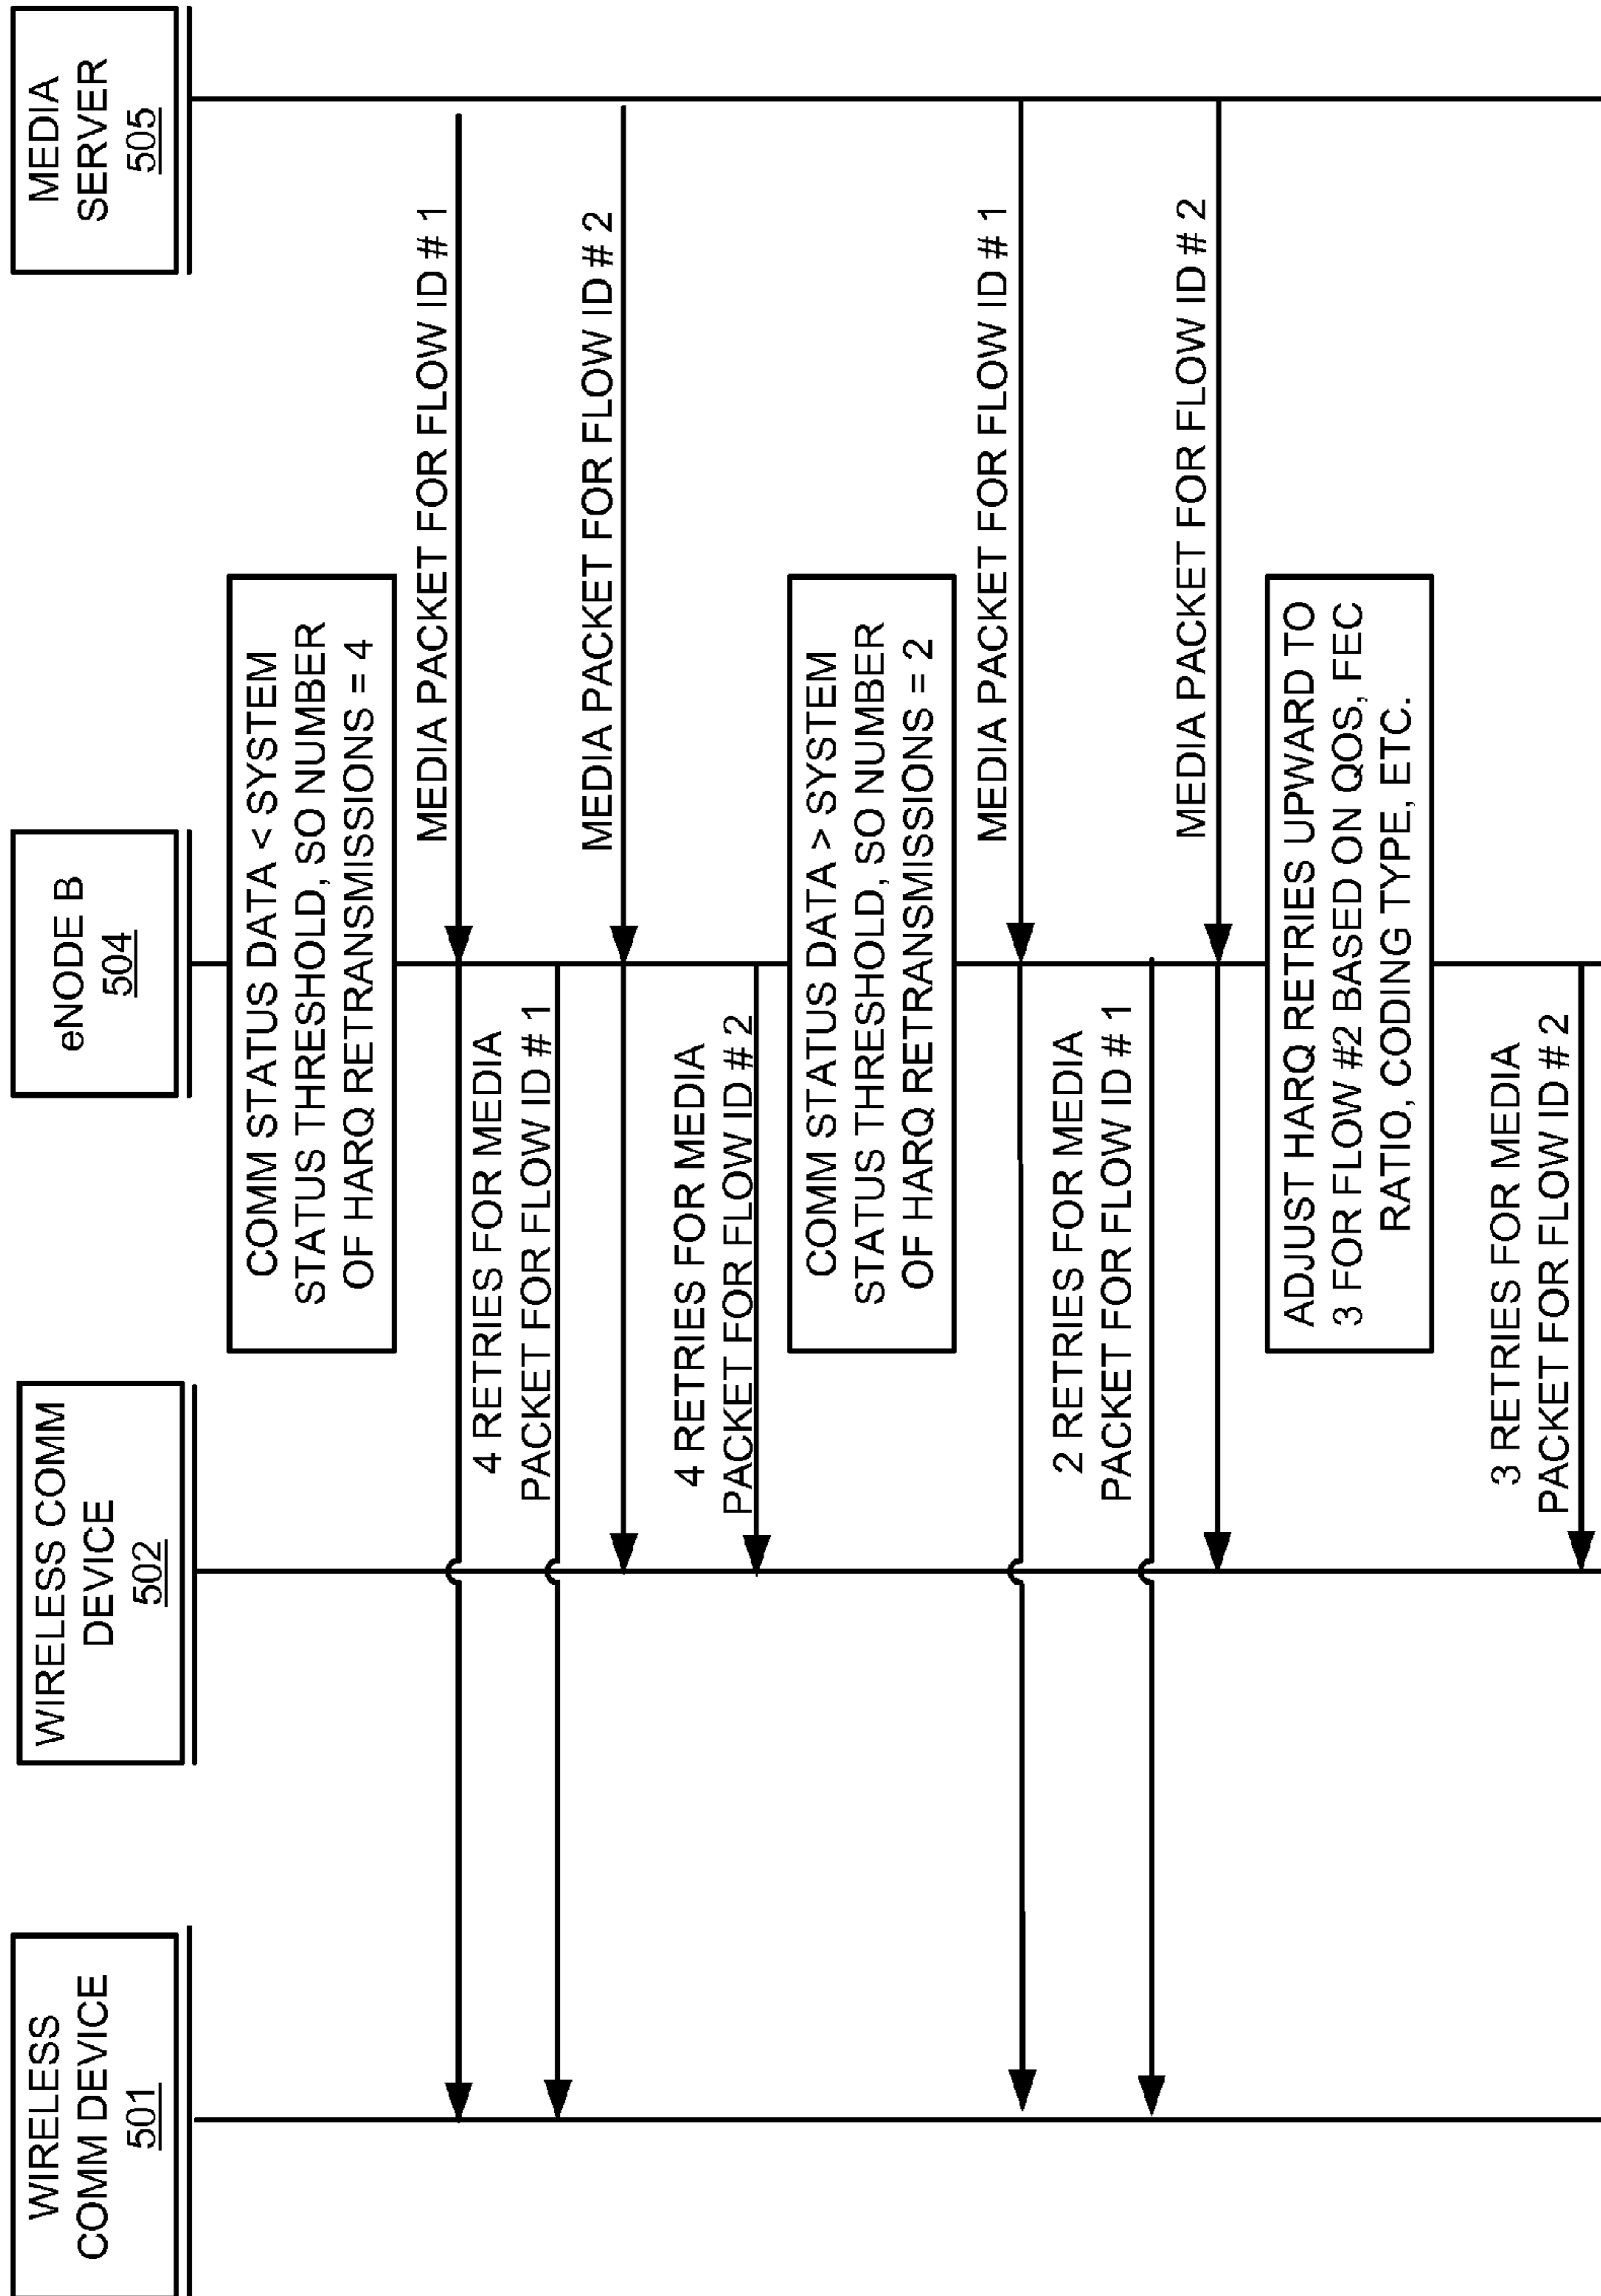 WIRELESS
COMM DEVICE
501
WIRELESS COMM
DEVICE
502
eNODE B
504
MEDIA
SERVER
505
COMM STATUS DATA < SYSTEM
STATUS THRESHOLD, SO NUMBER
OF HARQ RETRANSMISSIONS = 4
MEDIA PACKET FOR FLOW ID # 1
4 RETRIES FOR MEDIA
PACKET FOR FLOW ID # 1
MEDIA PACKET FOR FLOW ID # 2
4 RETRIES FOR MEDIA
PACKET FOR FLOW ID # 2
COMM STATUS DATA > SYSTEM
STATUS THRESHOLD, SO NUMBER
OF HARQ RETRANSMISSIONS = 2
MEDIA PACKET FOR FLOW ID # 1
2 RETRIES FOR MEDIA
PACKET FOR FLOW ID # 1
MEDIA PACKET FOR FLOW ID # 2
ADJUST HARQ RETRIES UPWARD TO
3 FOR FLOW #2 BASED ON QOS, FEC
RATIO, CODING TYPE, ETC.
3 RETRIES FOR MEDIA
PACKET FOR FLOW ID # 2